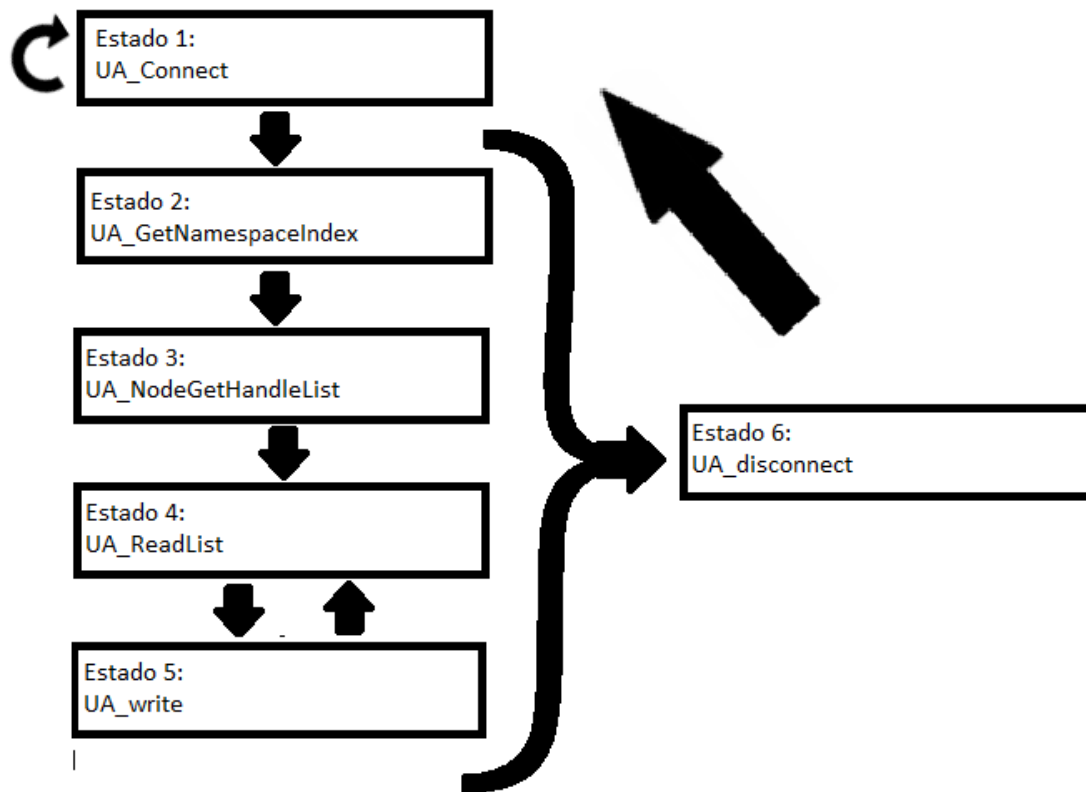 Estado 1:
UA_Connect
Estado 2:
UA_GetNamespaceIndex
Estado 3:
UA_NodeGetHandleList
Estado 4:
UA_ReadList
Estado 5:
UA_write
Estado 6:
UA_disconnect